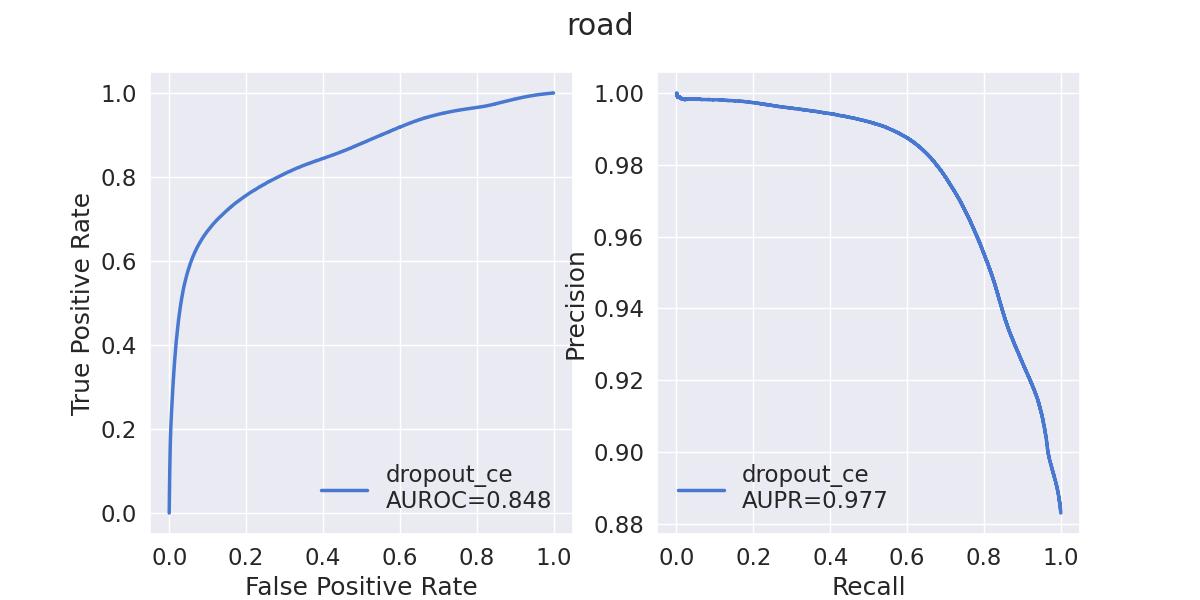 road
True Positive Rate
1.0
0.8
0.6
0.4
0.2
0.0
dropout_ce
AUROC=0.848
0.0 0.2 0.4 0.6 0.8 1.0
False Positive Rate
Precision
1.00
0.98
0.96
0.94
0.92
0.90
0.88
dropout_ce
AUPR=0.977
0.0 0.2 0.4 0.6 0.8 1.0
Recall